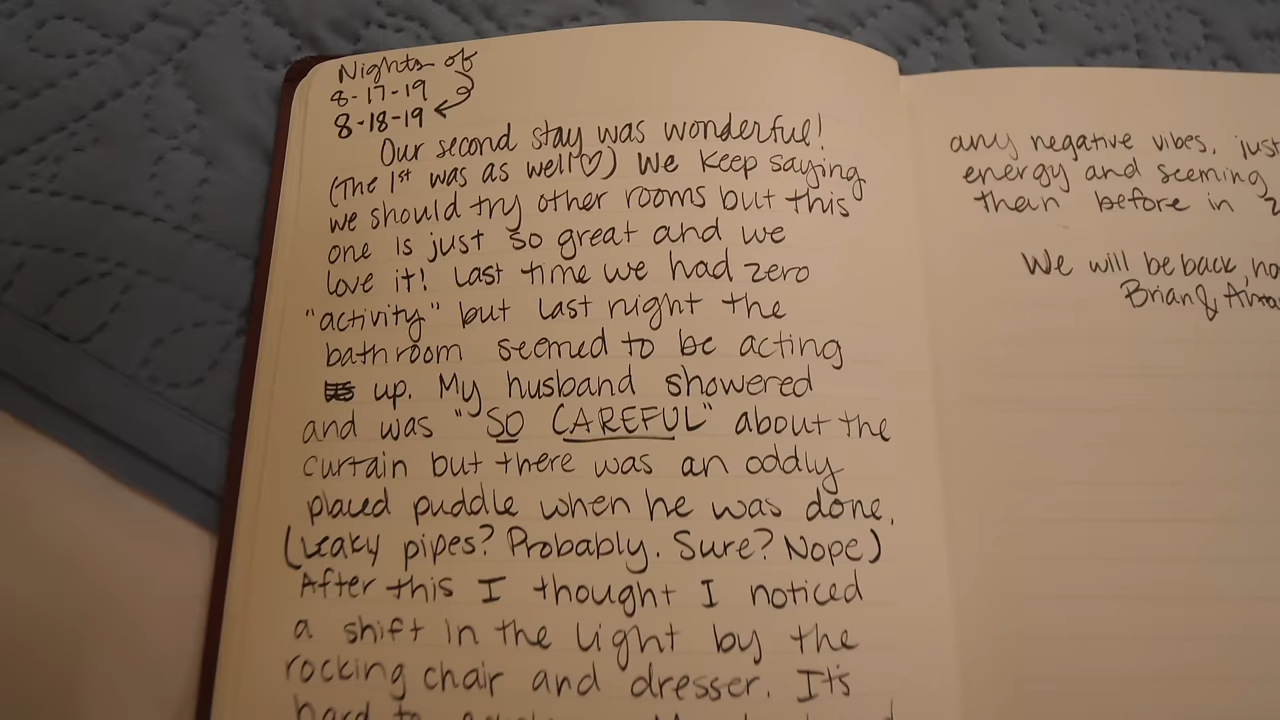 Nights of
8-17-19
8-18-19
Our second stay was wonderful!
(The 1st was as well♡) We keep saying
we should try other rooms but this
one is just so great and we
love it! Last time we had zero
"activity" but last night the
bathroom seemed to be acting
up. My husband showered
and was "SO CAREFUL" about the
curtain but there was an oddly
placed puddle when he was done.
(Leaky pipes? Probably. Sure? Nope)
After this I thought I noticed
a shift in the light by the
rocking chair and dresser. It's
hard to
any negative vibes, just
energy and seeming
than before in
We will be back,
Brian &